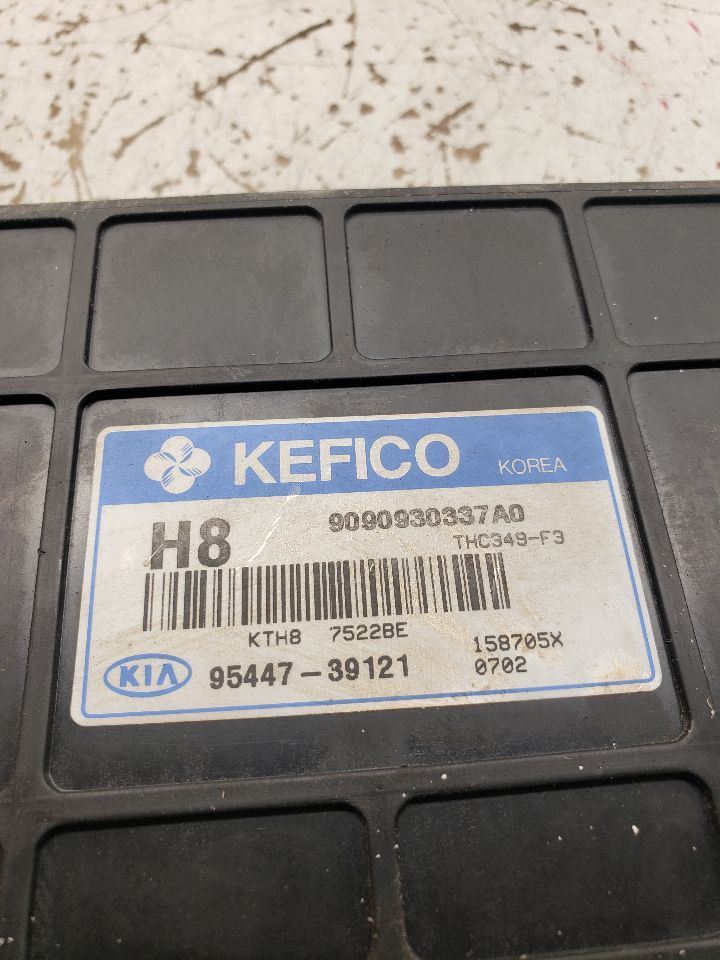 KEFICO KOREA
H8 9090930337A0
THC349-F3
KTH8 7522BE 158705X
KIA 95447-39121 0702